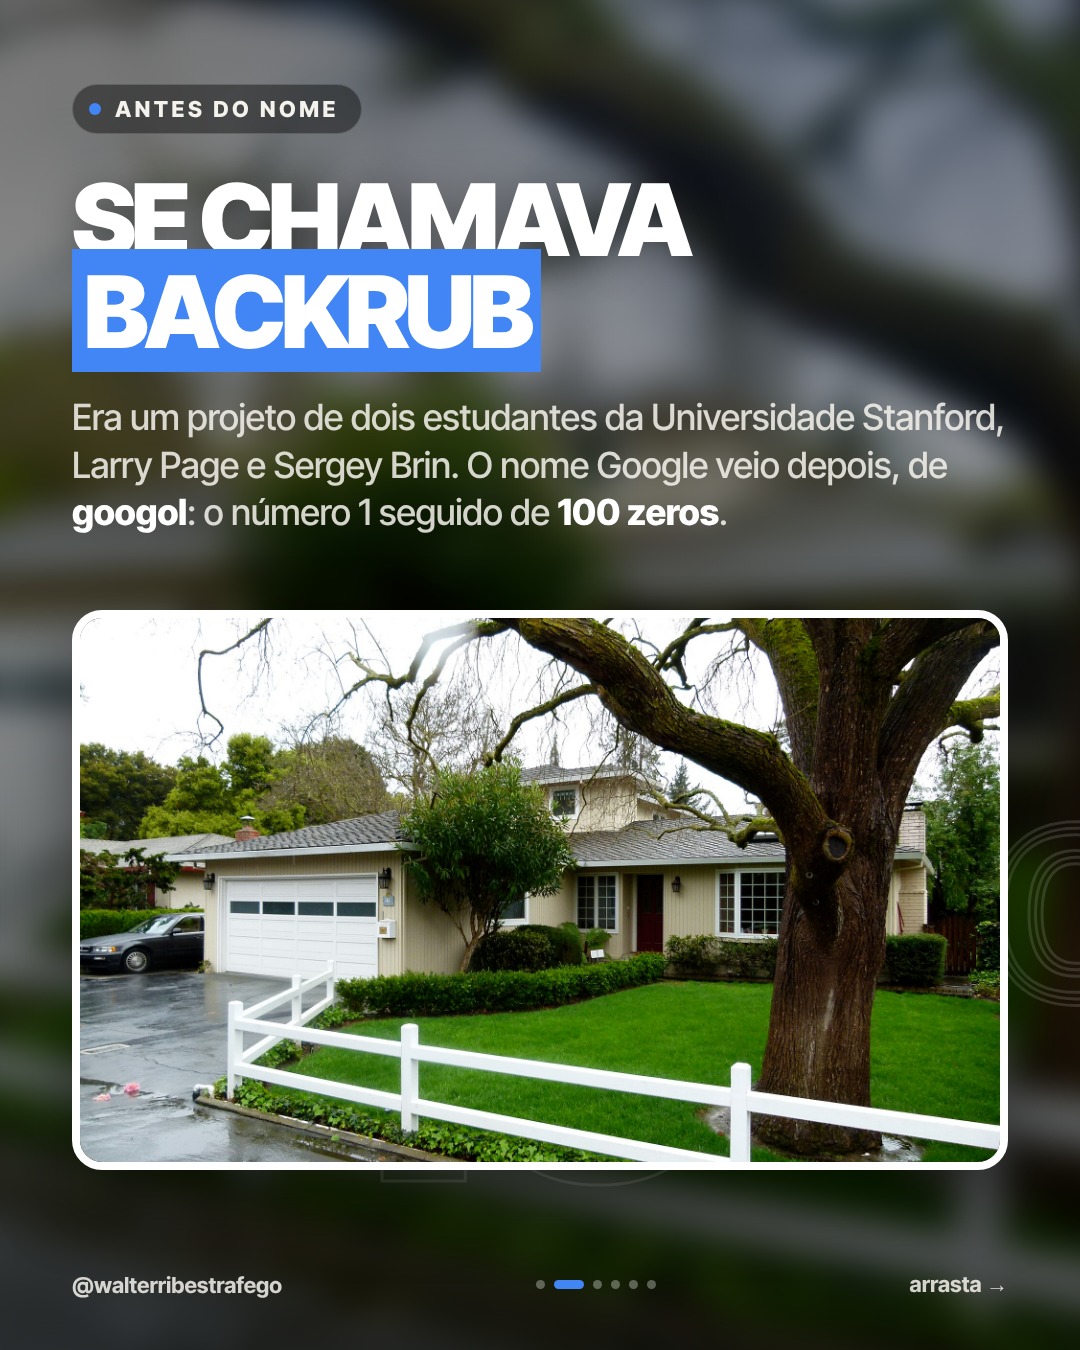 ANTES DO NOME
SE CHAMAVA
BACKRUB
Era um projeto de dois estudantes da Universidade Stanford,
Larry Page e Sergey Brin. O nome Google veio depois, de
googol: o número 1 seguido de 100 zeros.
@walterribestrafego
arrasta →